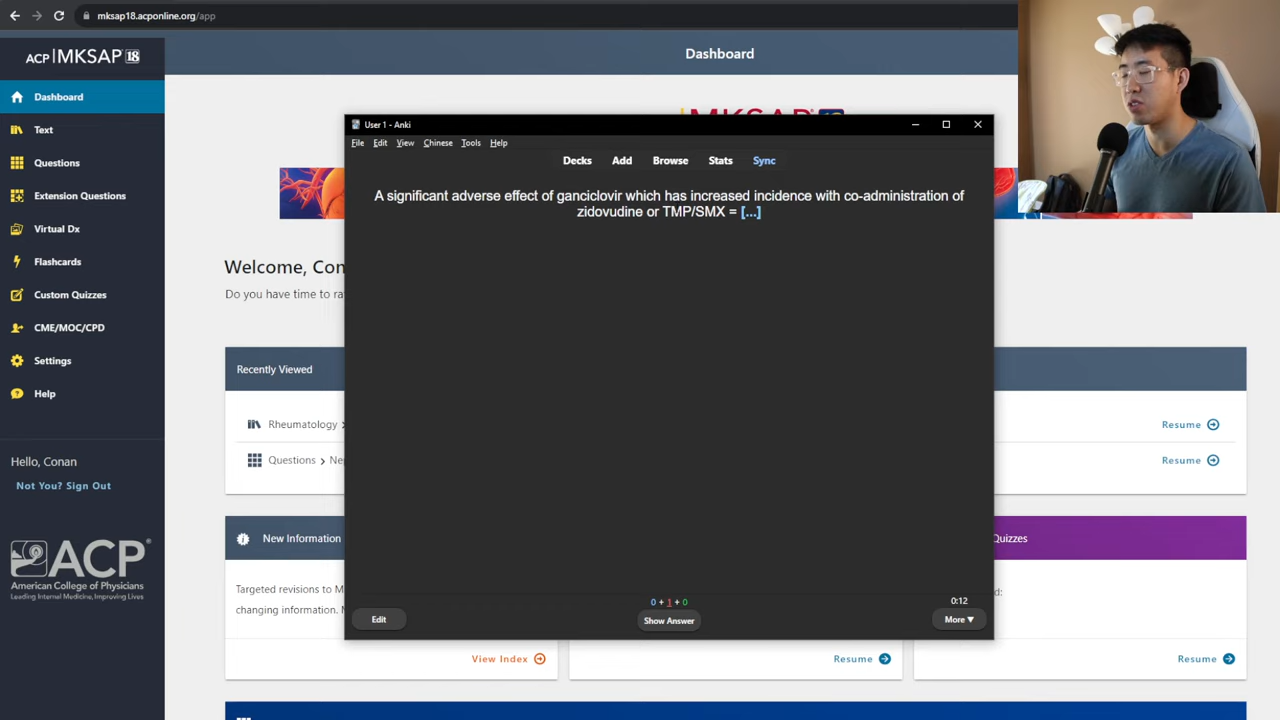 mksap18.acponline.org/app
ACP MKSAP 18
Dashboard
Dashboard
Text
Questions
Extension Questions
Virtual Dx
Flashcards
Custom Quizzes
CME/MOC/CPD
Settings
Help
Hello, Conan
Not You? Sign Out
ACP®
American College of Physicians
Leading Internal Medicine, Improving Lives
Welcome, Con
Do you have time to ra
Recently Viewed
Rheumatology
Resume
Questions > Ne
Resume
New Information
Quizzes
Targeted revisions to M
changing information.
View Index
Resume
Resume
User 1 - Anki
File Edit View Chinese Tools Help
Decks Add Browse Stats Sync
A significant adverse effect of ganciclovir which has increased incidence with co-administration of
zidovudine or TMP/SMX = [...]
0 + 1 + 0
0:12
Edit
Show Answer
More ▼